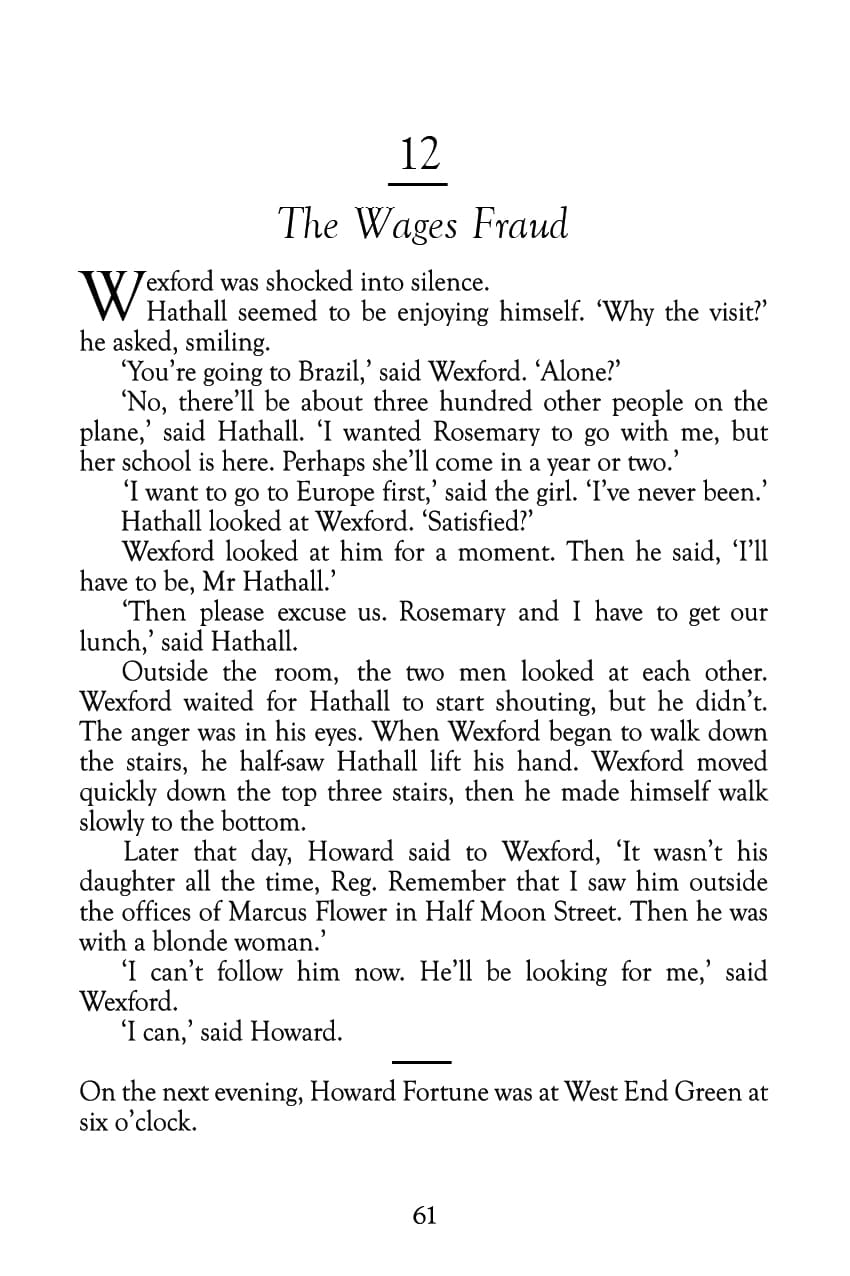 12
The Wages Fraud
Wexford was shocked into silence.
Hathall seemed to be enjoying himself. ‘Why the visit?’
he asked, smiling.
‘You’re going to Brazil,’ said Wexford. ‘Alone?’
‘No, there’ll be about three hundred other people on the
plane,’ said Hathall. ‘I wanted Rosemary to go with me, but
her school is here. Perhaps she’ll come in a year or two.’
‘I want to go to Europe first,’ said the girl. ‘I’ve never been.’
Hathall looked at Wexford. ‘Satisfied?’
Wexford looked at him for a moment. Then he said, ‘I’ll
have to be, Mr Hathall.’
‘Then please excuse us. Rosemary and I have to get our
lunch,’ said Hathall.
Outside the room, the two men looked at each other.
Wexford waited for Hathall to start shouting, but he didn’t.
The anger was in his eyes. When Wexford began to walk down
the stairs, he half-saw Hathall lift his hand. Wexford moved
quickly down the top three stairs, then he made himself walk
slowly to the bottom.
Later that day, Howard said to Wexford, ‘It wasn’t his
daughter all the time, Reg. Remember that I saw him outside
the offices of Marcus Flower in Half Moon Street. Then he was
with a blonde woman.’
‘I can’t follow him now. He’ll be looking for me,’ said
Wexford.
‘I can,’ said Howard.
On the next evening, Howard Fortune was at West End Green at
six o’clock.
61